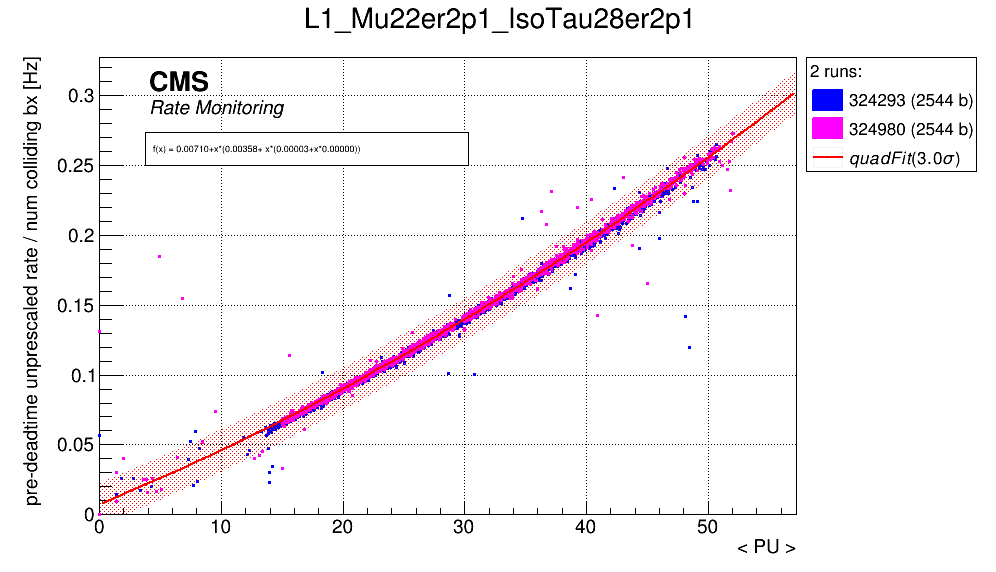 L1_Mu22er2p1_IsoTau28er2p1
pre-deadtime unprescaled rate / num colliding bx [Hz]
CMS
Rate Monitoring
f(x) = 0.00710+x*(0.00358+ x*(0.00003+x*0.00000))
2 runs:
324293 (2544 b)
324980 (2544 b)
quadFit(3.0σ)
0.3
0.25
0.2
0.15
0.1
0.05
0
0 10 20 30 40 50
< PU >